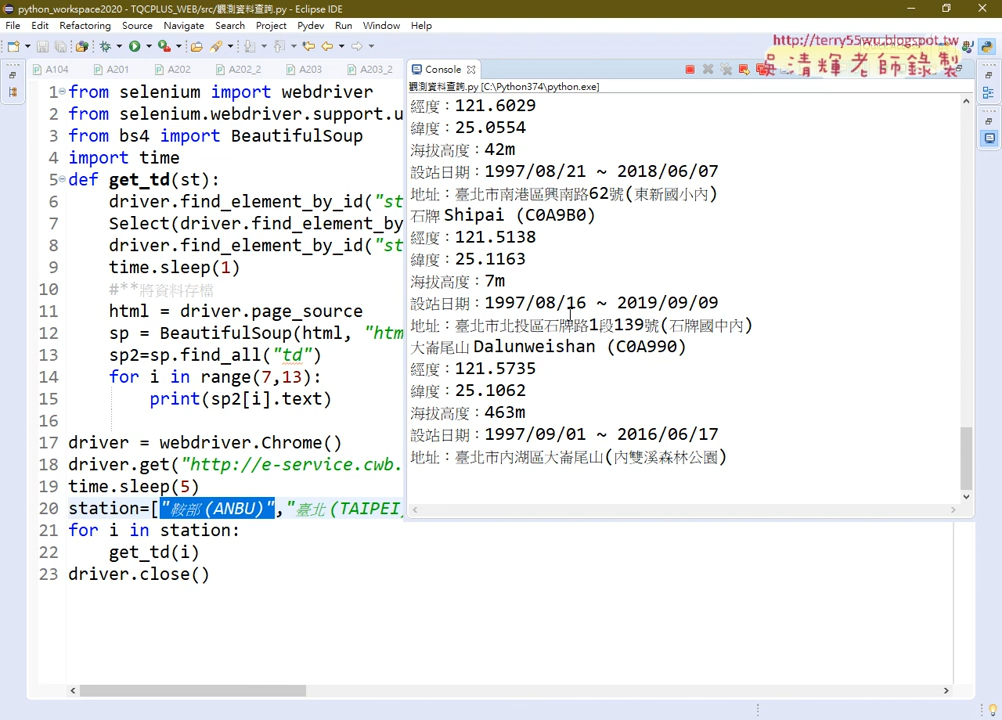 python_workspace2020 - TQCPLUS_WEB/src/觀測資料查詢.py - Eclipse IDE
File Edit Refactoring Source Navigate Search Project Pydev Run Window Help
http://terry55wu.blogspot.tw
吳清輝老師錄製
A104 A201 A202 A202_2 A203 A203_2 Console
觀測資料查詢.py [C:\Python374\python.exe]
1 from selenium import webdriver
2 from selenium.webdriver.support.u
3 from bs4 import BeautifulSoup
4 import time
5 def get_td(st):
6 driver.find_element_by_id("st
7 Select(driver.find_element_by
8 driver.find_element_by_id("st
9 time.sleep(1)
10 #**將資料存檔
11 html = driver.page_source
12 sp = BeautifulSoup(html, "htm
13 sp2=sp.find_all("td")
14 for i in range(7,13):
15 print(sp2[i].text)
16
17 driver = webdriver.Chrome()
18 driver.get("http://e-service.cwb.
19 time.sleep(5)
20 station=["鞍部(ANBU)","臺北(TAIPEI
21 for i in station:
22 get_td(i)
23 driver.close()
經度：121.6029
緯度：25.0554
海拔高度：42m
設站日期：1997/08/21 ~ 2018/06/07
地址：臺北市南港區興南路62號(東新國小內)
石牌 Shipai (C0A9B0)
經度：121.5138
緯度：25.1163
海拔高度：7m
設站日期：1997/08/16 ~ 2019/09/09
地址：臺北市北投區石牌路1段139號(石牌國中內)
大崙尾山 Dalunweishan (C0A990)
經度：121.5735
緯度：25.1062
海拔高度：463m
設站日期：1997/09/01 ~ 2016/06/17
地址：臺北市內湖區大崙尾山(內雙溪森林公園)